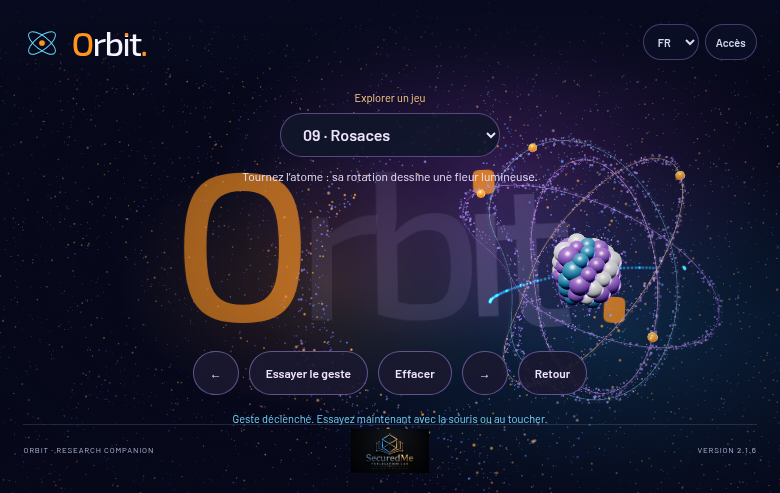 Orbit.
FR
Accès
Explorer un jeu
09 · Rosaces
Tournez l'atome : sa rotation dessine une fleur lumineuse.
Orbit
←
Essayer le geste
Effacer
→
Retour
Geste déclenché. Essayez maintenant avec la souris ou au toucher.
ORBIT · RESEARCH COMPANION
SecuredMe
VERSION 2.1.6